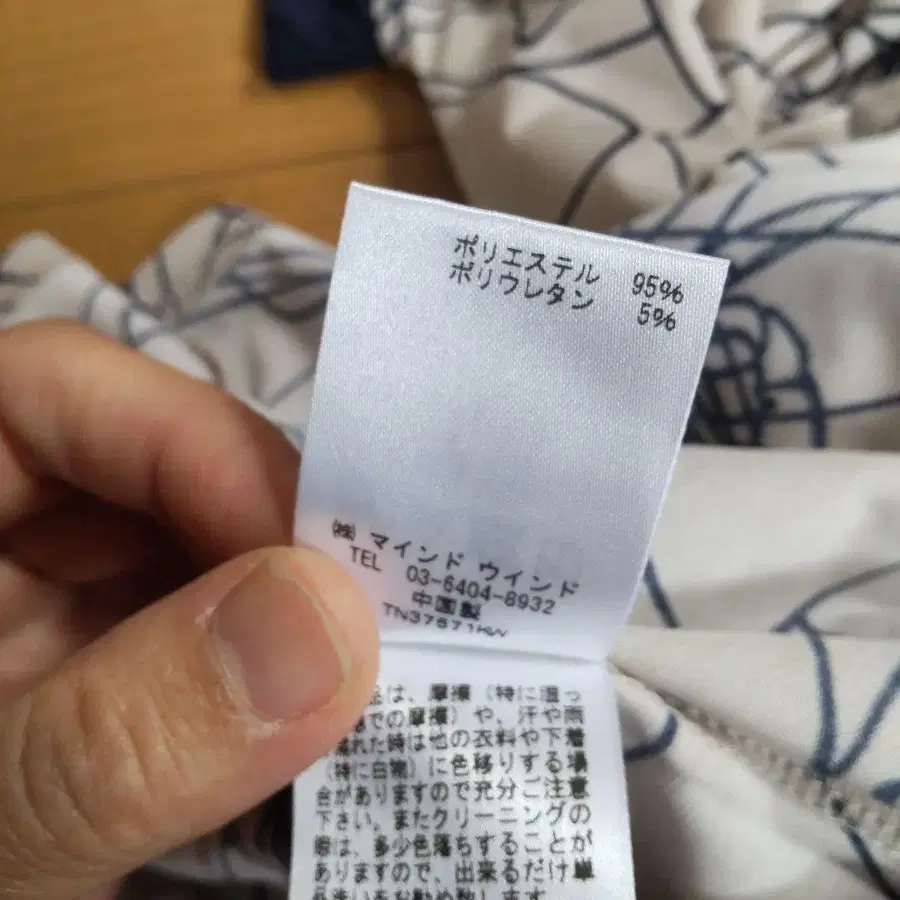 ポリエステル 95%
ポリウレタン 5%
㈱ マインド ウインド
TEL 03-6404-8932
中国製
は、摩擦（特に湿っ
での摩擦）や、汗や雨
れた時は他の衣料や下着
（特に白物）に色移りする場
合がありますので充分ご注意
下さい。またクリーニングの
際は、多少色落ちすることが
ありますので、出来るだけ単